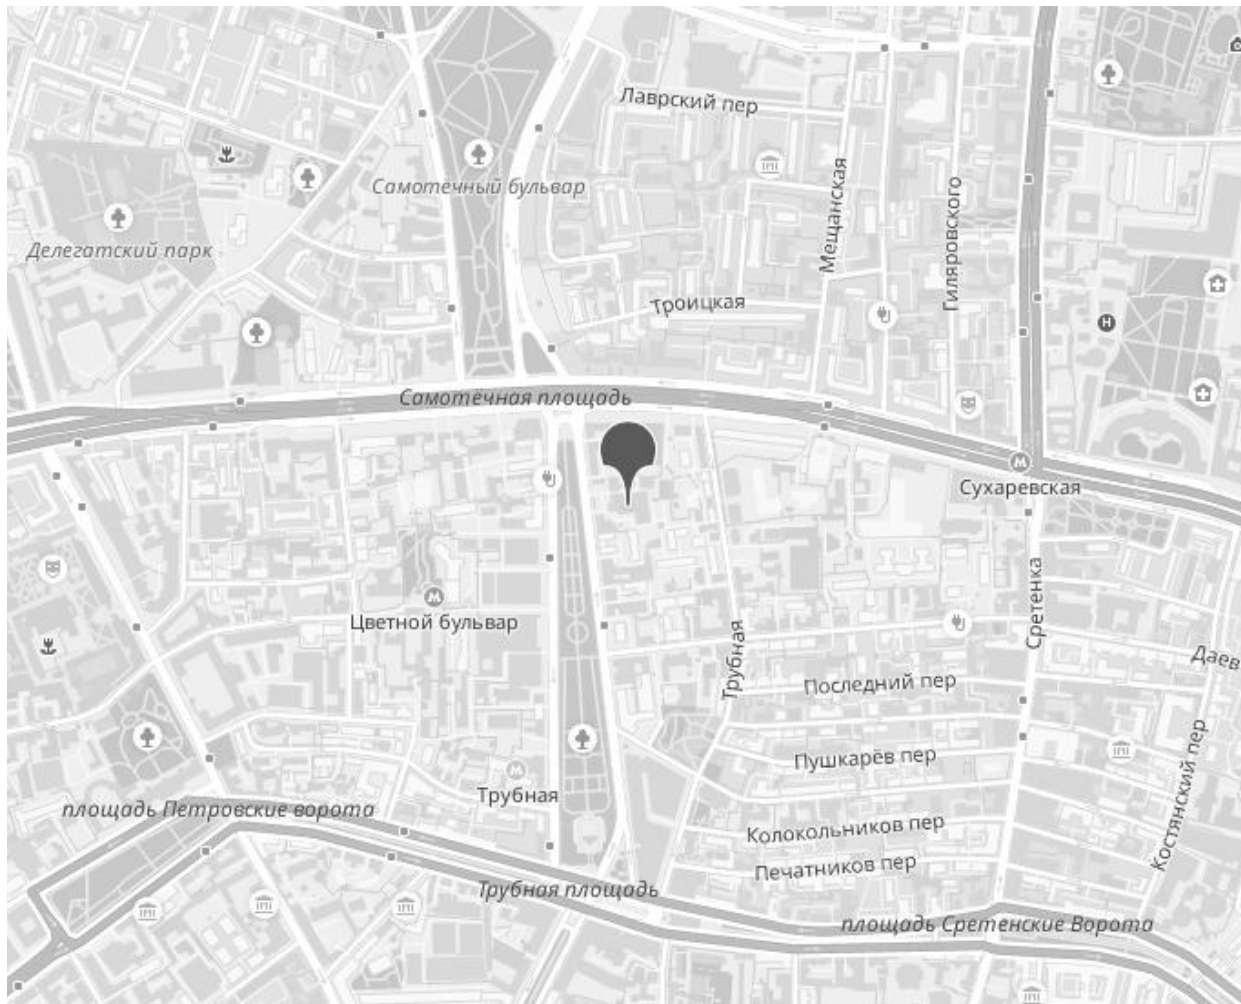 Лаврский пер
Самотёчный бульвар
Мещанская
Гиляровского
Делегатский парк
Троицкая
Н
Самотёчная площадь
М
Сухаревская
Сретенка
М
Цветной бульвар
Трубная
Даев
Последний пер
Пушкарёв пер
Костянский пер
М
Трубная
площадь Петровские ворота
Колокольников пер
Печатников пер
Трубная площадь
площадь Сретенские Ворота